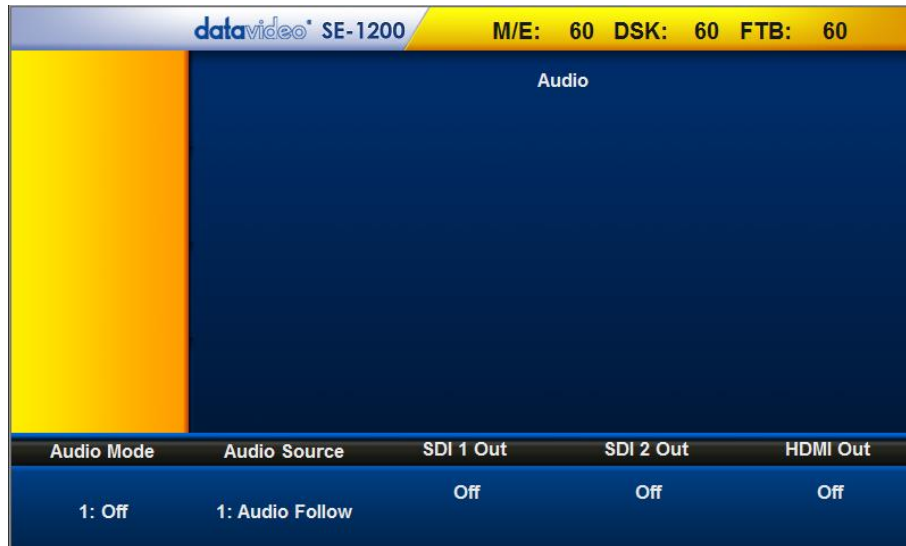 datavideo SE-1200 M/E: 60 DSK: 60 FTB: 60
Audio
Audio Mode Audio Source SDI 1 Out SDI 2 Out HDMI Out
1: Off 1: Audio Follow Off Off Off